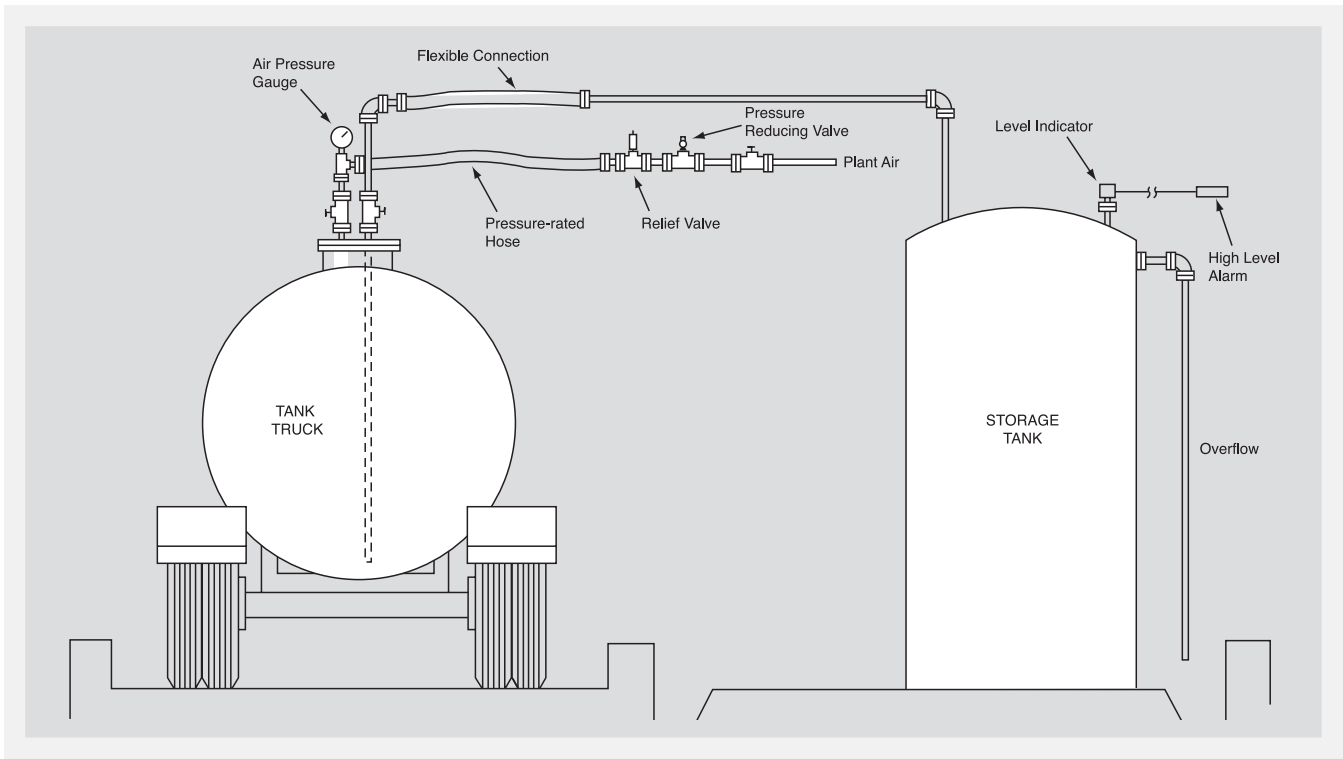 Air Pressure
Gauge
Flexible Connection
Pressure
Reducing Valve
Level Indicator
Plant Air
Pressure-rated
Hose
Relief Valve
High Level
Alarm
TANK
TRUCK
STORAGE
TANK
Overflow